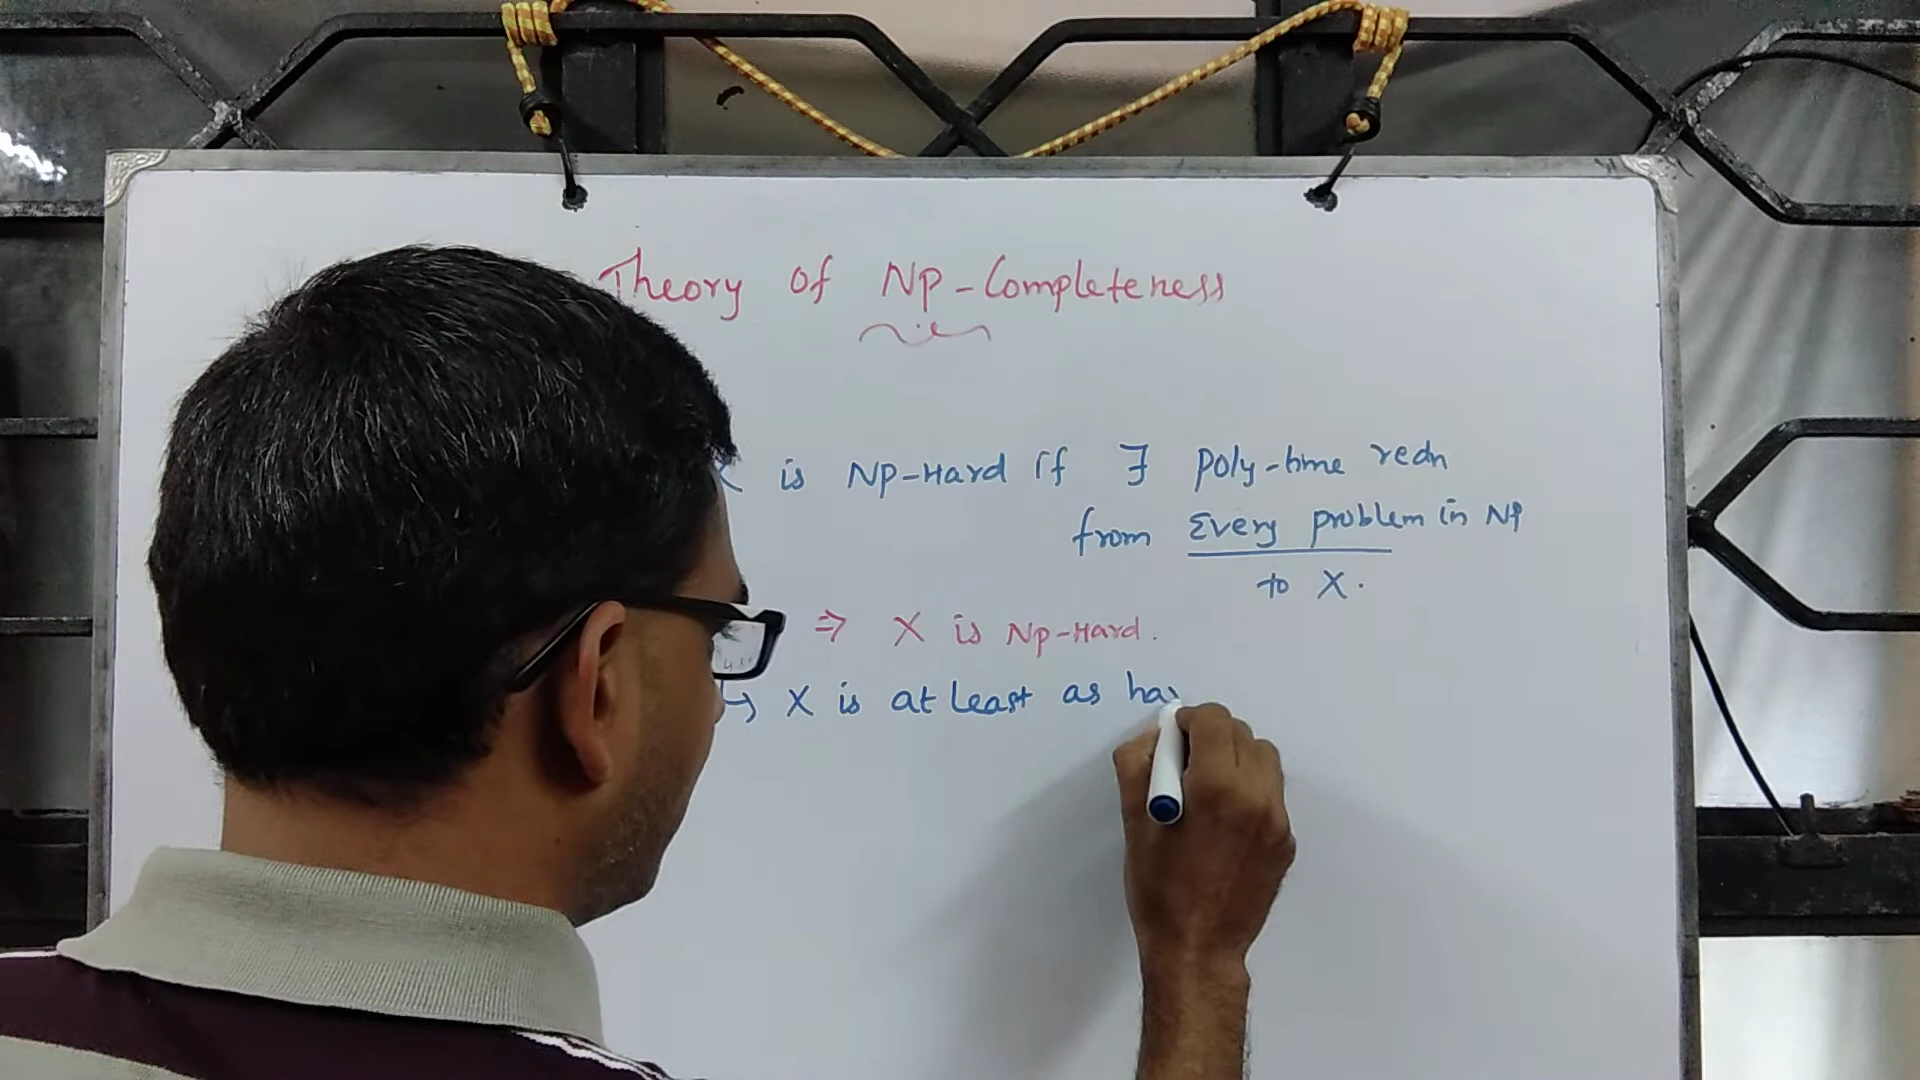 Theory of NP-Completeness
X is NP-Hard if ∃ poly-time redn
from Every problem in NP
to X.
⇒ X is NP-Hard.
↳ X is at least as har